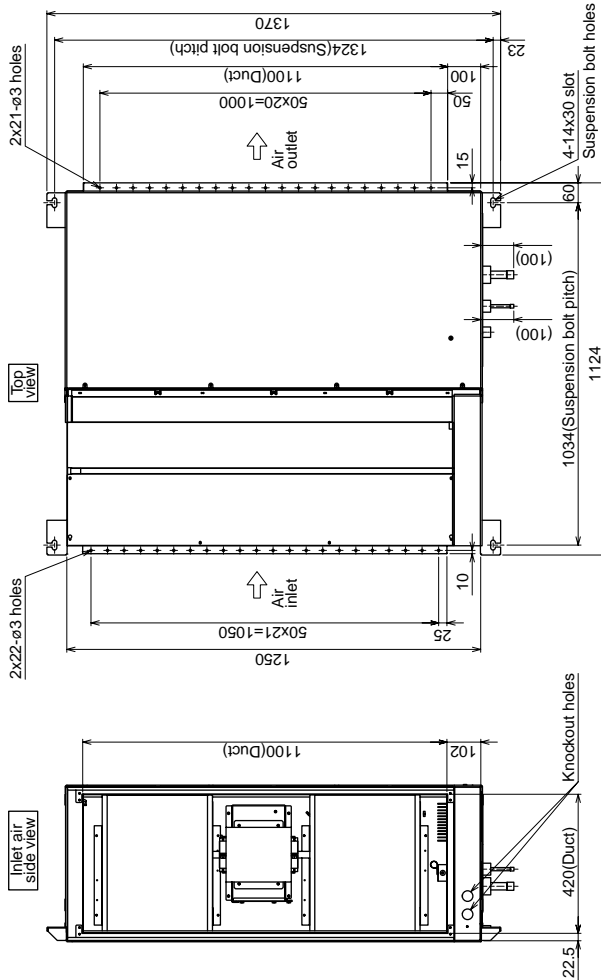 Top
view
2x21-ø3 holes
1370
1324(Suspension bolt pitch)
1100(Duct)
50x20=1000
23
100
50
Air
outlet
15
60
4-14x30 slot
Suspension bolt holes
(100)
(100)
1034(Suspension bolt pitch)
1124
2x22-ø3 holes
Air
inlet
10
25
50x21=1050
1250
Inlet air
side view
1100(Duct)
102
Knockout holes
420(Duct)
22.5